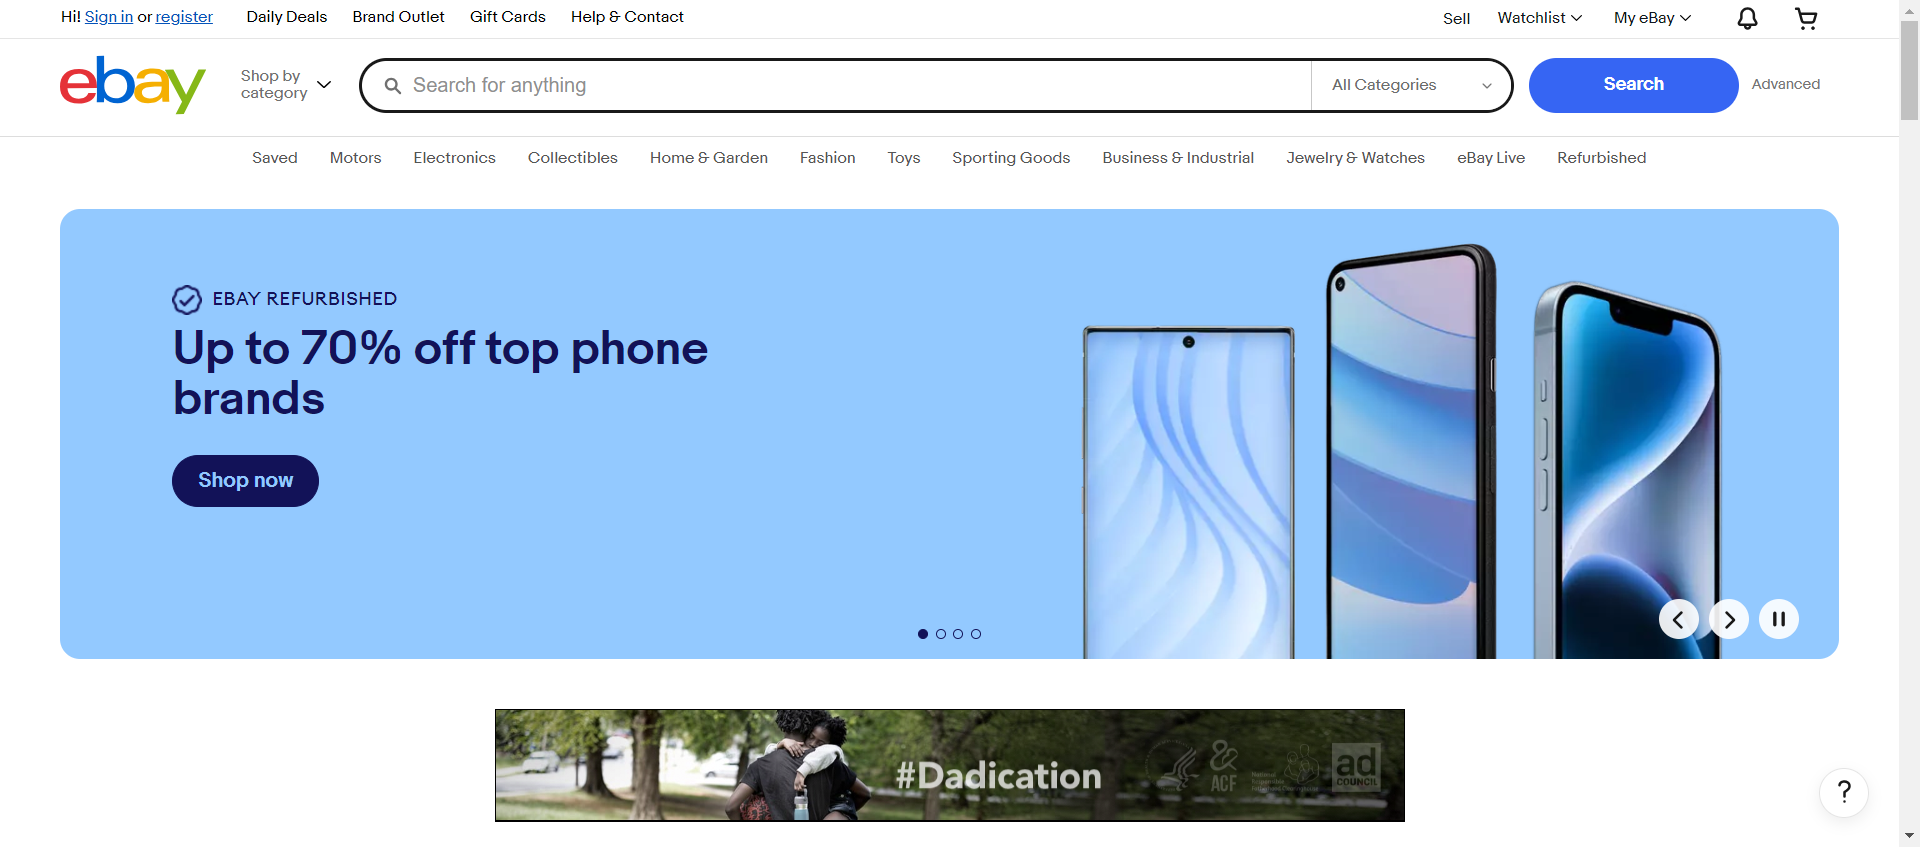 Hi! Sign in or register Daily Deals Brand Outlet Gift Cards Help & Contact Sell Watchlist My eBay
ebay
Shop by
category
Search for anything
All Categories
Search
Advanced
Saved Motors Electronics Collectibles Home & Garden Fashion Toys Sporting Goods Business & Industrial Jewelry & Watches eBay Live Refurbished
EBAY REFURBISHED
Up to 70% off top phone
brands
Shop now
#Dadication
&
ACF
ad
COUNCIL
?